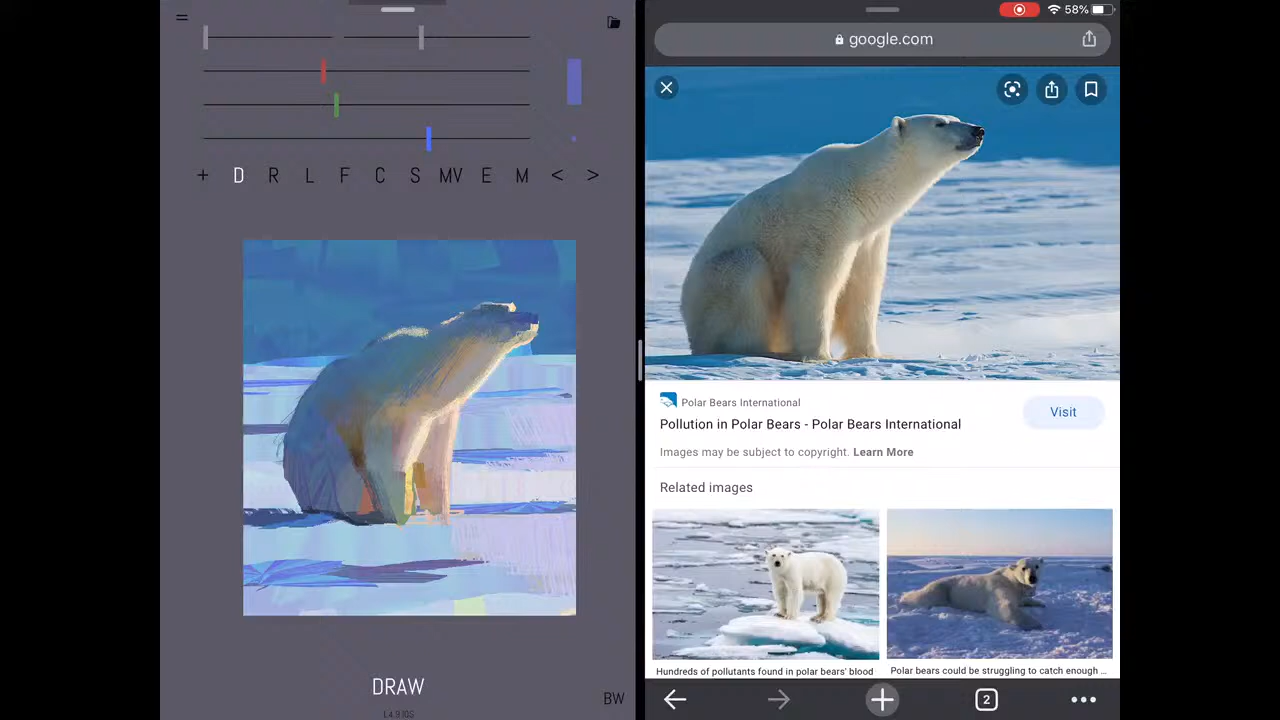 58%
google.com
+ D R L F C S MV E M < >
Polar Bears International
Pollution in Polar Bears - Polar Bears International
Visit
Images may be subject to copyright. Learn More
Related images
Hundreds of pollutants found in polar bears' blood
Polar bears could be struggling to catch enough ...
DRAW
BW
2